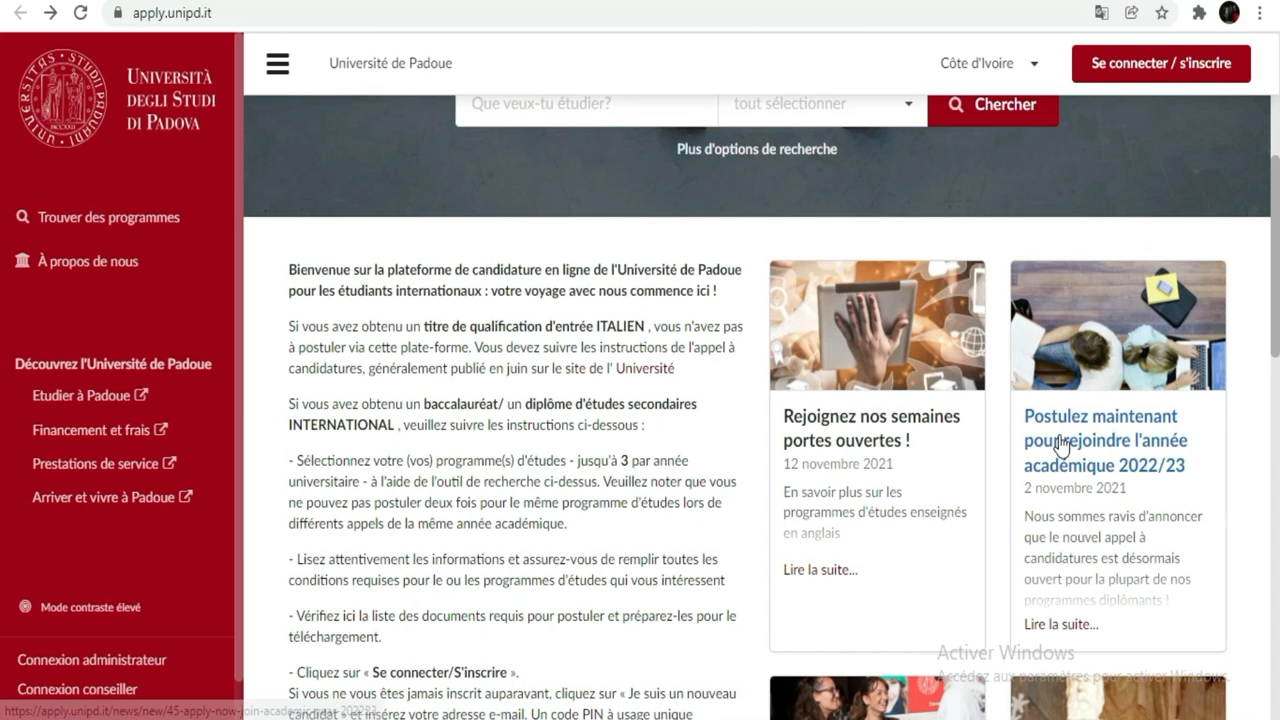 apply.unipd.it
UNIVERSITÀ
DEGLI STUDI
DI PADOVA
Université de Padoue
Côte d'Ivoire
Se connecter / s'inscrire
Que veux-tu étudier?
tout sélectionner
Chercher
Plus d'options de recherche
Trouver des programmes
À propos de nous
Découvrez l'Université de Padoue
Etudier à Padoue
Financement et frais
Prestations de service
Arriver et vivre à Padoue
Mode contraste élevé
Connexion administrateur
Connexion conseiller
Bienvenue sur la plateforme de candidature en ligne de l'Université de Padoue
pour les étudiants internationaux : votre voyage avec nous commence ici !
Si vous avez obtenu un titre de qualification d'entrée ITALIEN , vous n'avez pas
à postuler via cette plate-forme. Vous devez suivre les instructions de l'appel à
candidatures, généralement publié en juin sur le site de l' Université
Si vous avez obtenu un baccalauréat/ un diplôme d'études secondaires
INTERNATIONAL , veuillez suivre les instructions ci-dessous :
- Sélectionnez votre (vos) programme(s) d'études - jusqu'à 3 par année
universitaire - à l'aide de l'outil de recherche ci-dessus. Veuillez noter que vous
ne pouvez pas postuler deux fois pour le même programme d'études lors de
différents appels de la même année académique.
- Lisez attentivement les informations et assurez-vous de remplir toutes les
conditions requises pour le ou les programmes d'études qui vous intéressent
- Vérifiez ici la liste des documents requis pour postuler et préparez-les pour le
téléchargement.
- Cliquez sur « Se connecter/S'inscrire ».
Si vous ne vous êtes jamais inscrit auparavant, cliquez sur « Je suis un nouveau
candidat » et insérez votre adresse e-mail. Un code PIN à usage unique
Rejoignez nos semaines
portes ouvertes !
12 novembre 2021
En savoir plus sur les
programmes d'études enseignés
en anglais
Lire la suite...
Postulez maintenant
pour rejoindre l'année
académique 2022/23
2 novembre 2021
Nous sommes ravis d'annoncer
que le nouvel appel à
candidatures est désormais
ouvert pour la plupart de nos
programmes diplômants !
Lire la suite...
Activer Windows
Accédez aux paramètres pour activer Windows.